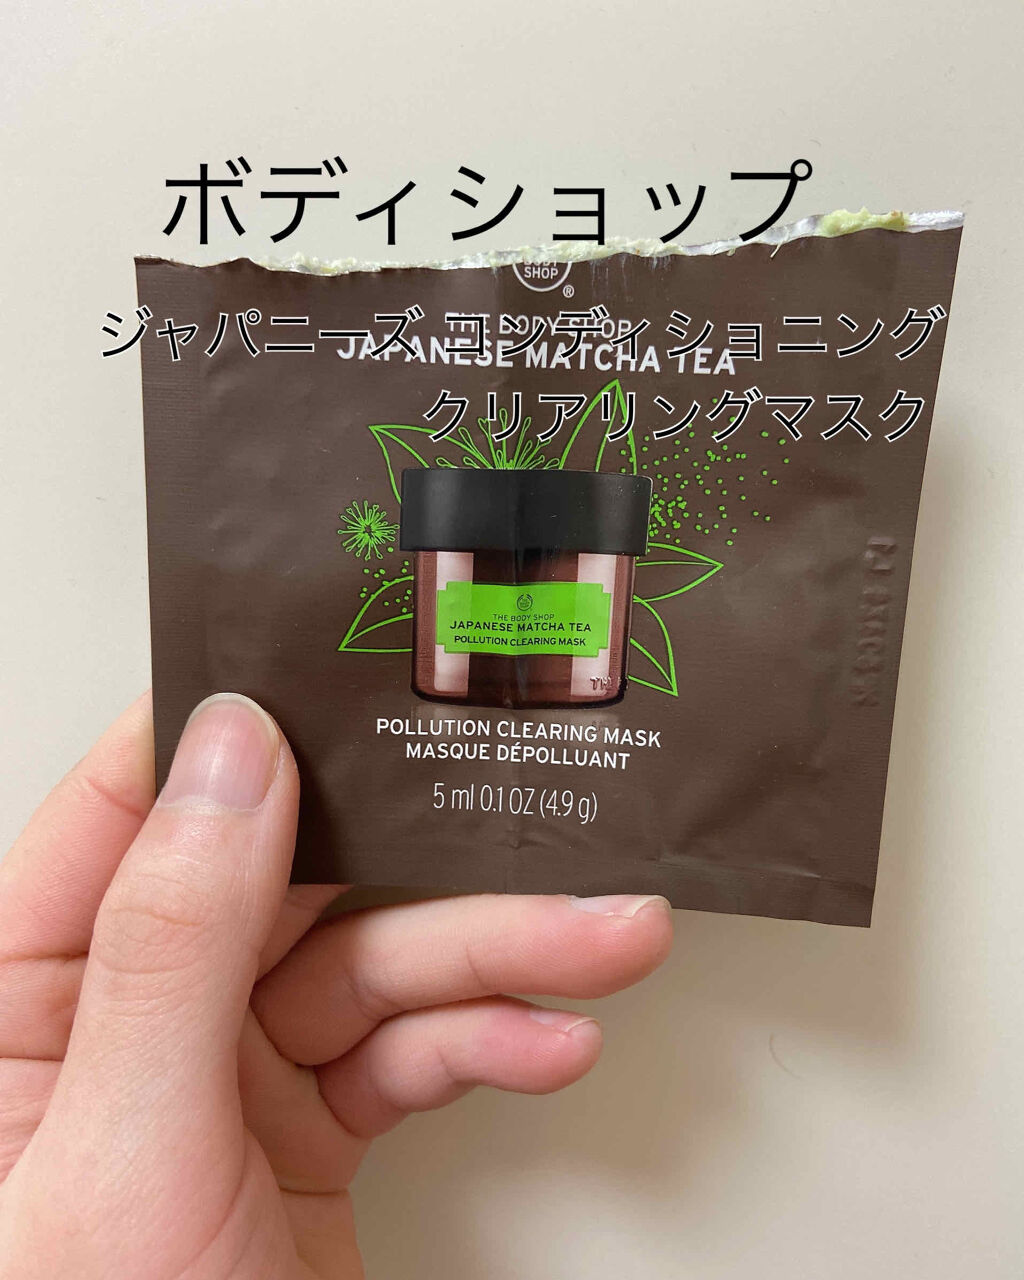 ボディショップ
BODY
SHOP
®
ジャパニーズ コンディショニング
THE BODY SHOP
JAPANESE MATCHA TEA
クリアリングマスク
THE BODY SHOP
JAPANESE MATCHA TEA
POLLUTION CLEARING MASK
POLLUTION CLEARING MASK
MASQUE DÉPOLLUANT
5 ml 0.1 OZ (4.9 g)